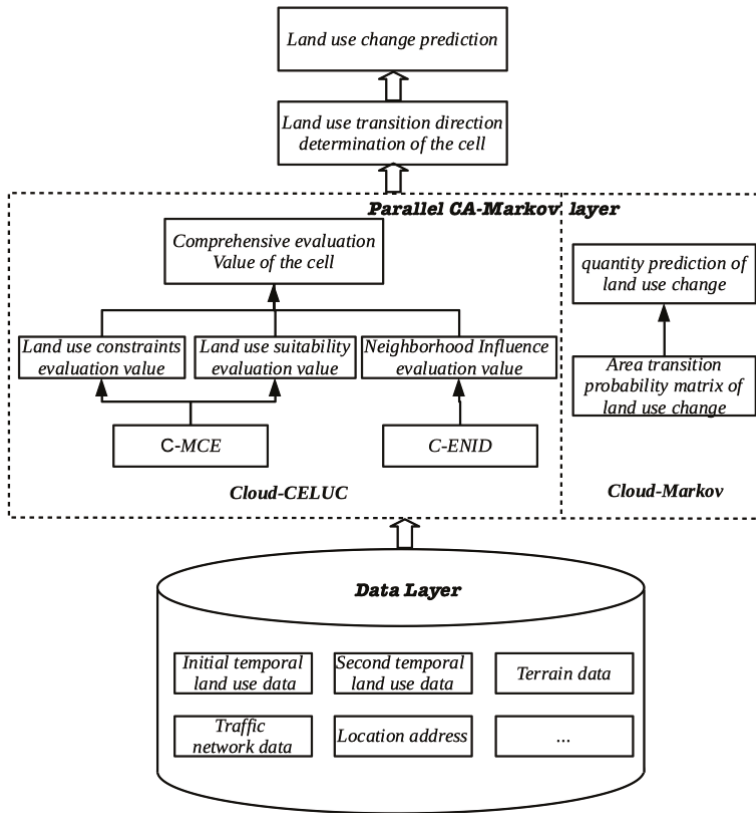 Land use change prediction
Land use transition direction
determination of the cell
Parallel CA-Markov layer
Comprehensive evaluation
Value of the cell
quantity prediction of
land use change
Land use constraints
evaluation value
Land use suitability
evaluation value
Neighborhood Influence
evaluation value
Area transition
probability matrix of
land use change
C-MCE
C-ENID
Cloud-CELUC
Cloud-Markov
Data Layer
Initial temporal
land use data
Second temporal
land use data
Terrain data
Traffic
network data
Location address
...